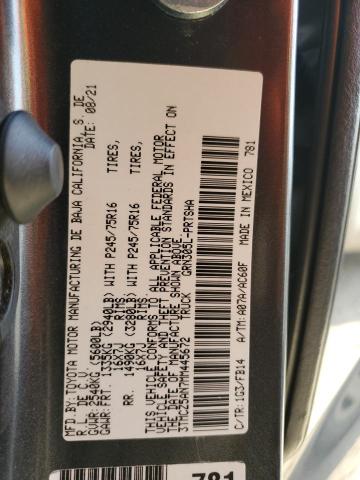 MFD. BY: TOYOTA MOTOR MANUFACTURING DE BAJA CALIFORNIA, S. DE
R. L. DE C.V. DATE: 08/21
GVWR: 2540KG (5600LB)
GAWR: FRT. 1335KG (2940LB) WITH P245/75R16 TIRES,
16X7J RIMS,
RR. 1490KG (3280LB) WITH P245/75R16 TIRES,
16X7J RIMS,
THIS VEHICLE CONFORMS TO ALL APPLICABLE FEDERAL MOTOR
VEHICLE SAFETY AND THEFT PREVENTION STANDARDS IN EFFECT ON
THE DATE OF MANUFACTURE SHOWN ABOVE.
3TMCZ5AN7MM445672 TRUCK GRN305L-PRTSHA
C/TR: 1G3/FB14 A/TM: A07A/AC60F
MADE IN MEXICO 781
781